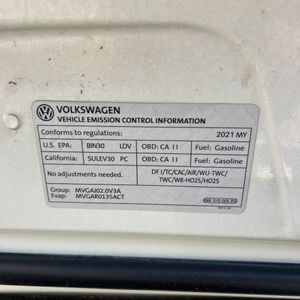 VOLKSWAGEN
VEHICLE EMISSION CONTROL INFORMATION
Conforms to regulations: 2021 MY
U.S. EPA: BIN30 LDV OBD: CA II Fuel: Gasoline
California: SULEV30 PC OBD: CA II Fuel: Gasoline
No adjustments needed. DFI/TC/CAC/AIR/WU-TWC/
TWC/WR-HO2S/HO2S
Group: MVGAJ02.0V3A
Evap: MVGAR0135ACT